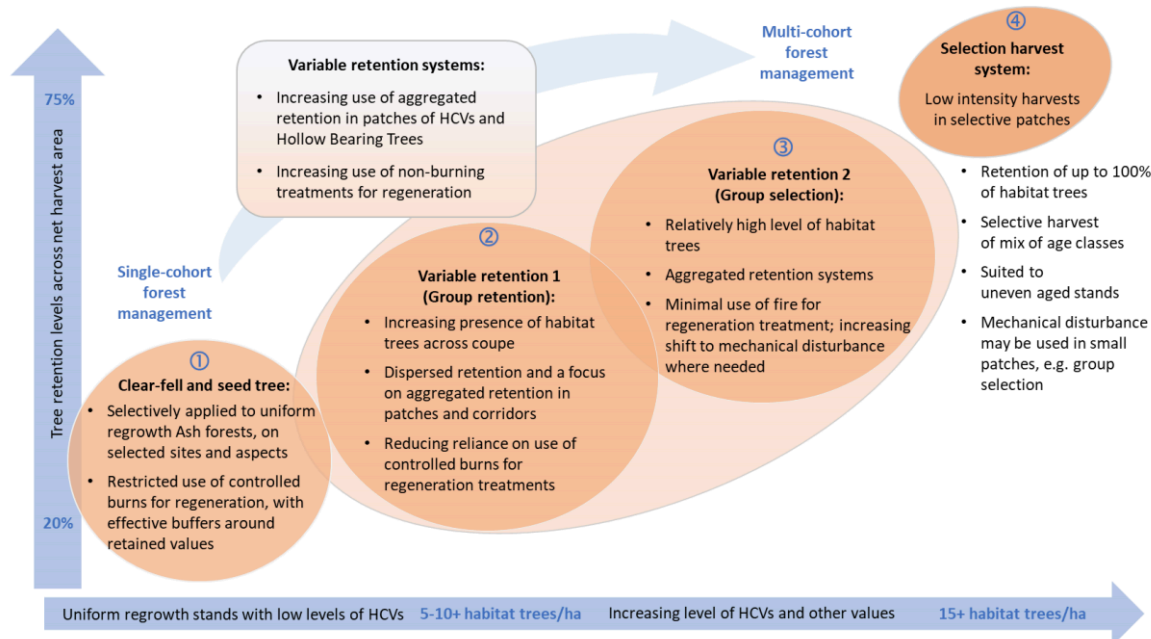 75%
Tree retention levels across net harvest area
20%
Variable retention systems:
• Increasing use of aggregated
retention in patches of HCVs and
Hollow Bearing Trees
• Increasing use of non-burning
treatments for regeneration
Single-cohort
forest
management
Multi-cohort
forest
management
①
Clear-fell and seed tree:
• Selectively applied to uniform
regrowth Ash forests, on
selected sites and aspects
• Restricted use of controlled
burns for regeneration, with
effective buffers around
retained values
②
Variable retention 1
(Group retention):
• Increasing presence of habitat
trees across coupe
• Dispersed retention and a focus
on aggregated retention in
patches and corridors
• Reducing reliance on use of
controlled burns for
regeneration treatments
③
Variable retention 2
(Group selection):
• Relatively high level of habitat
trees
• Aggregated retention systems
• Minimal use of fire for
regeneration treatment; increasing
shift to mechanical disturbance
where needed
④
Selection harvest
system:
Low intensity harvests
in selective patches
• Retention of up to 100%
of habitat trees
• Selective harvest
of mix of age classes
• Suited to
uneven aged stands
• Mechanical disturbance
may be used in small
patches, e.g. group
selection
Uniform regrowth stands with low levels of HCVs 5-10+ habitat trees/ha Increasing level of HCVs and other values 15+ habitat trees/ha